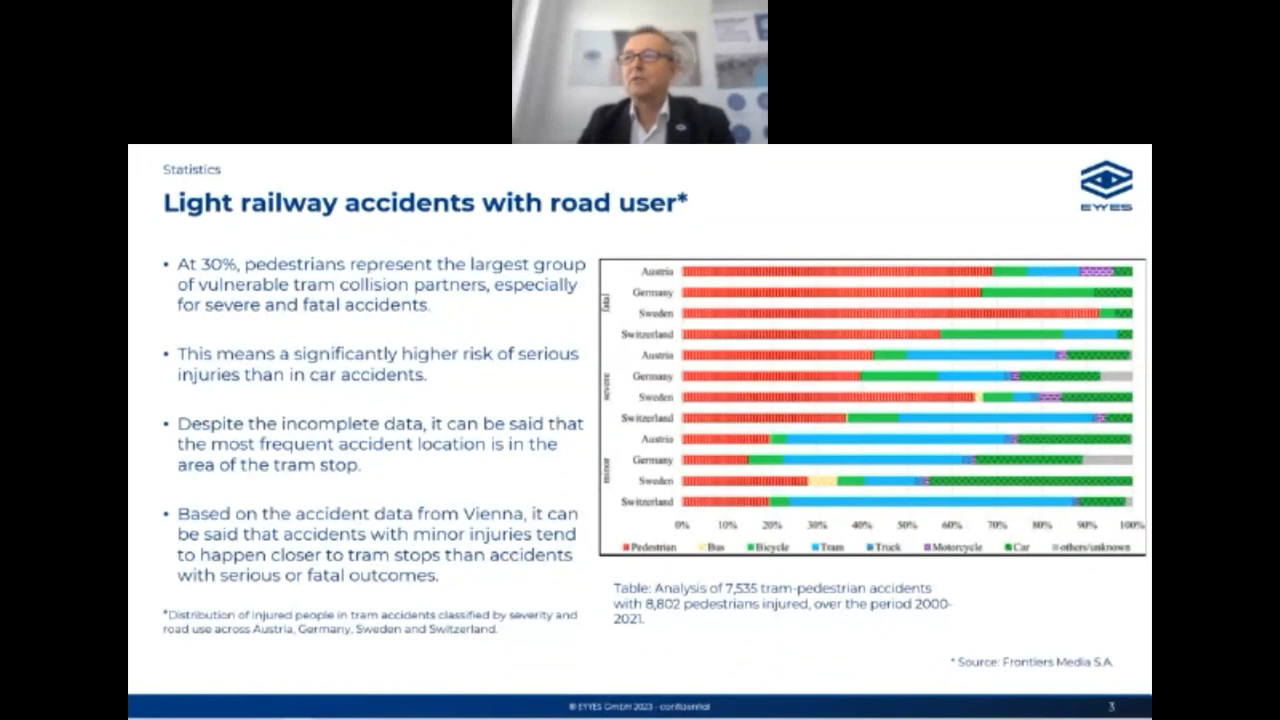 Statistics
Light railway accidents with road user*
EYYES
• At 30%, pedestrians represent the largest group
of vulnerable tram collision partners, especially
for severe and fatal accidents.
• This means a significantly higher risk of serious
injuries than in car accidents.
• Despite the incomplete data, it can be said that
the most frequent accident location is in the
area of the tram stop.
• Based on the accident data from Vienna, it can
be said that accidents with minor injuries tend
to happen closer to tram stops than accidents
with serious or fatal outcomes.
*Distribution of injured people in tram accidents classified by severity and
road use across Austria, Germany, Sweden and Switzerland.
fatal
Austria
Germany
Sweden
Switzerland
severe
Austria
Germany
Sweden
Switzerland
minor
Austria
Germany
Sweden
Switzerland
0% 10% 20% 30% 40% 50% 60% 70% 80% 90% 100%
Pedestrian Bus Bicycle Tram Truck Motorcycle Car others/unknown
Table: Analysis of 7,535 tram-pedestrian accidents
with 8,802 pedestrians injured, over the period 2000-
2021.
* Source: Frontiers Media S.A.
© EYYES GmbH 2023 - confidential
3